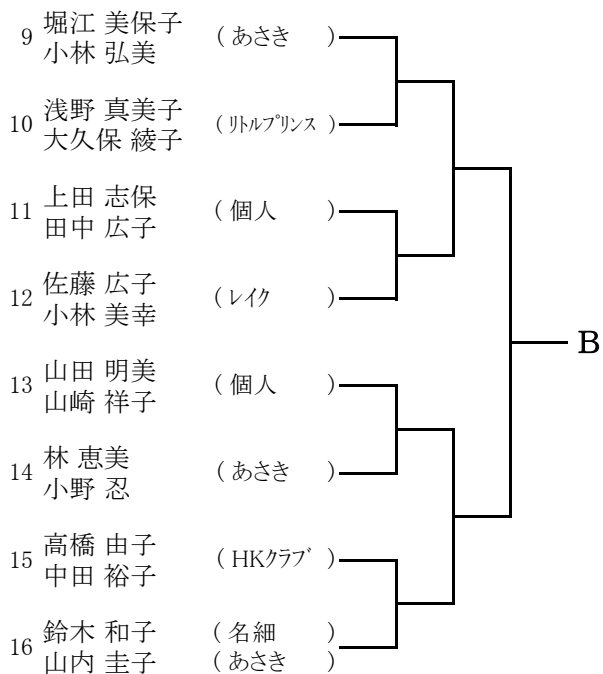 9 堀江 美保子 (あさき )
小林 弘美
10 浅野 真美子 (ﾘﾄﾙﾌﾟﾘﾝｽ )
大久保 綾子
11 上田 志保 (個人 )
田中 広子
12 佐藤 広子 (ﾚｲｸ )
小林 美幸
B
13 山田 明美 (個人 )
山崎 祥子
14 林 恵美 (あさき )
小野 忍
15 高橋 由子 (HKｸﾗﾌﾞ )
中田 裕子
16 鈴木 和子 (名細 )
山内 圭子 (あさき )